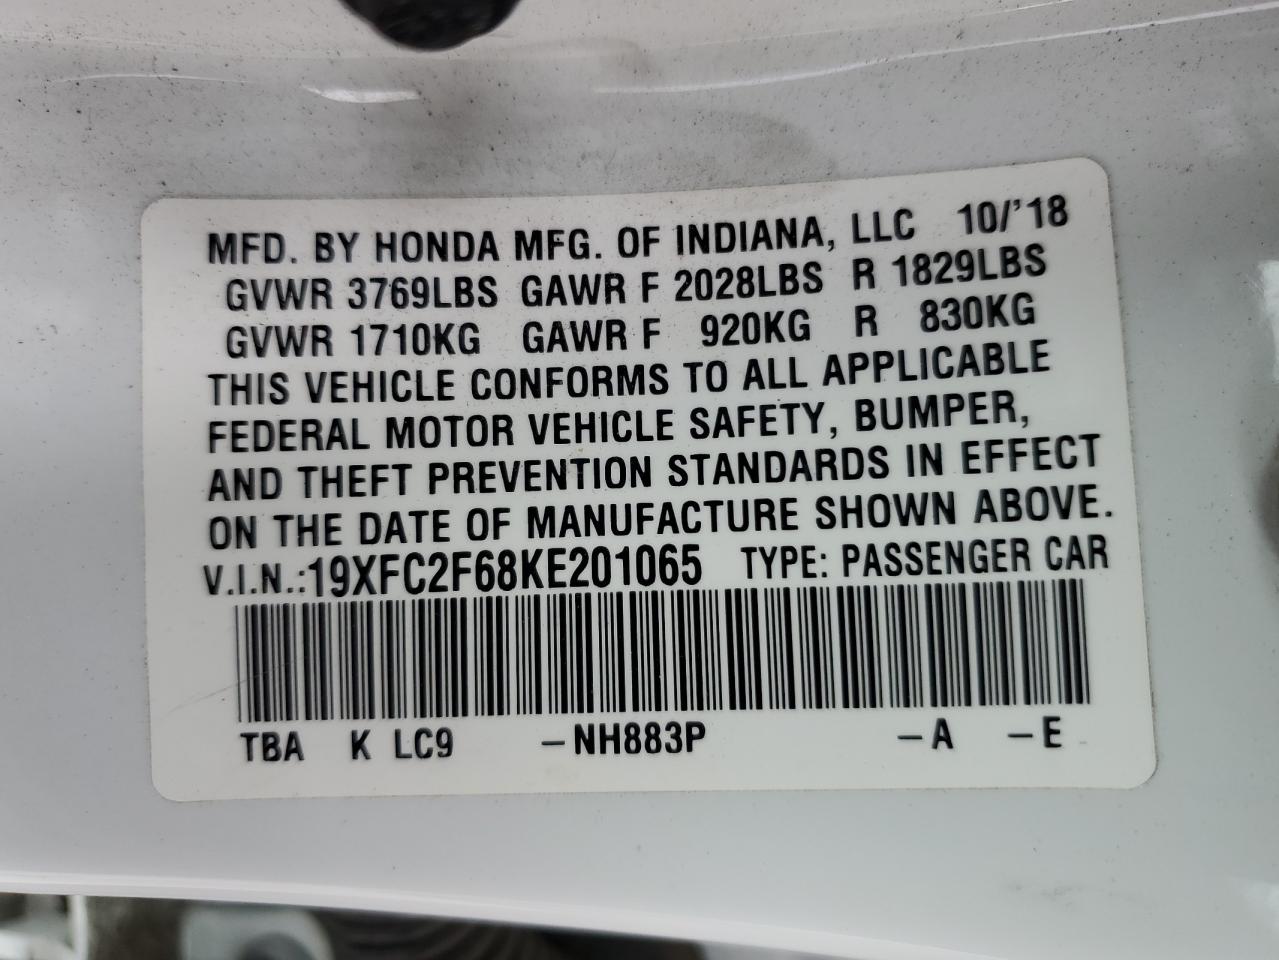 MFD. BY HONDA MFG. OF INDIANA, LLC 10/'18
GVWR 3769LBS GAWR F 2028LBS R 1829LBS
GVWR 1710KG GAWR F 920KG R 830KG
THIS VEHICLE CONFORMS TO ALL APPLICABLE
FEDERAL MOTOR VEHICLE SAFETY, BUMPER,
AND THEFT PREVENTION STANDARDS IN EFFECT
ON THE DATE OF MANUFACTURE SHOWN ABOVE.
V.I.N.:19XFC2F68KE201065 TYPE: PASSENGER CAR
TBA K LC9 –NH883P –A –E